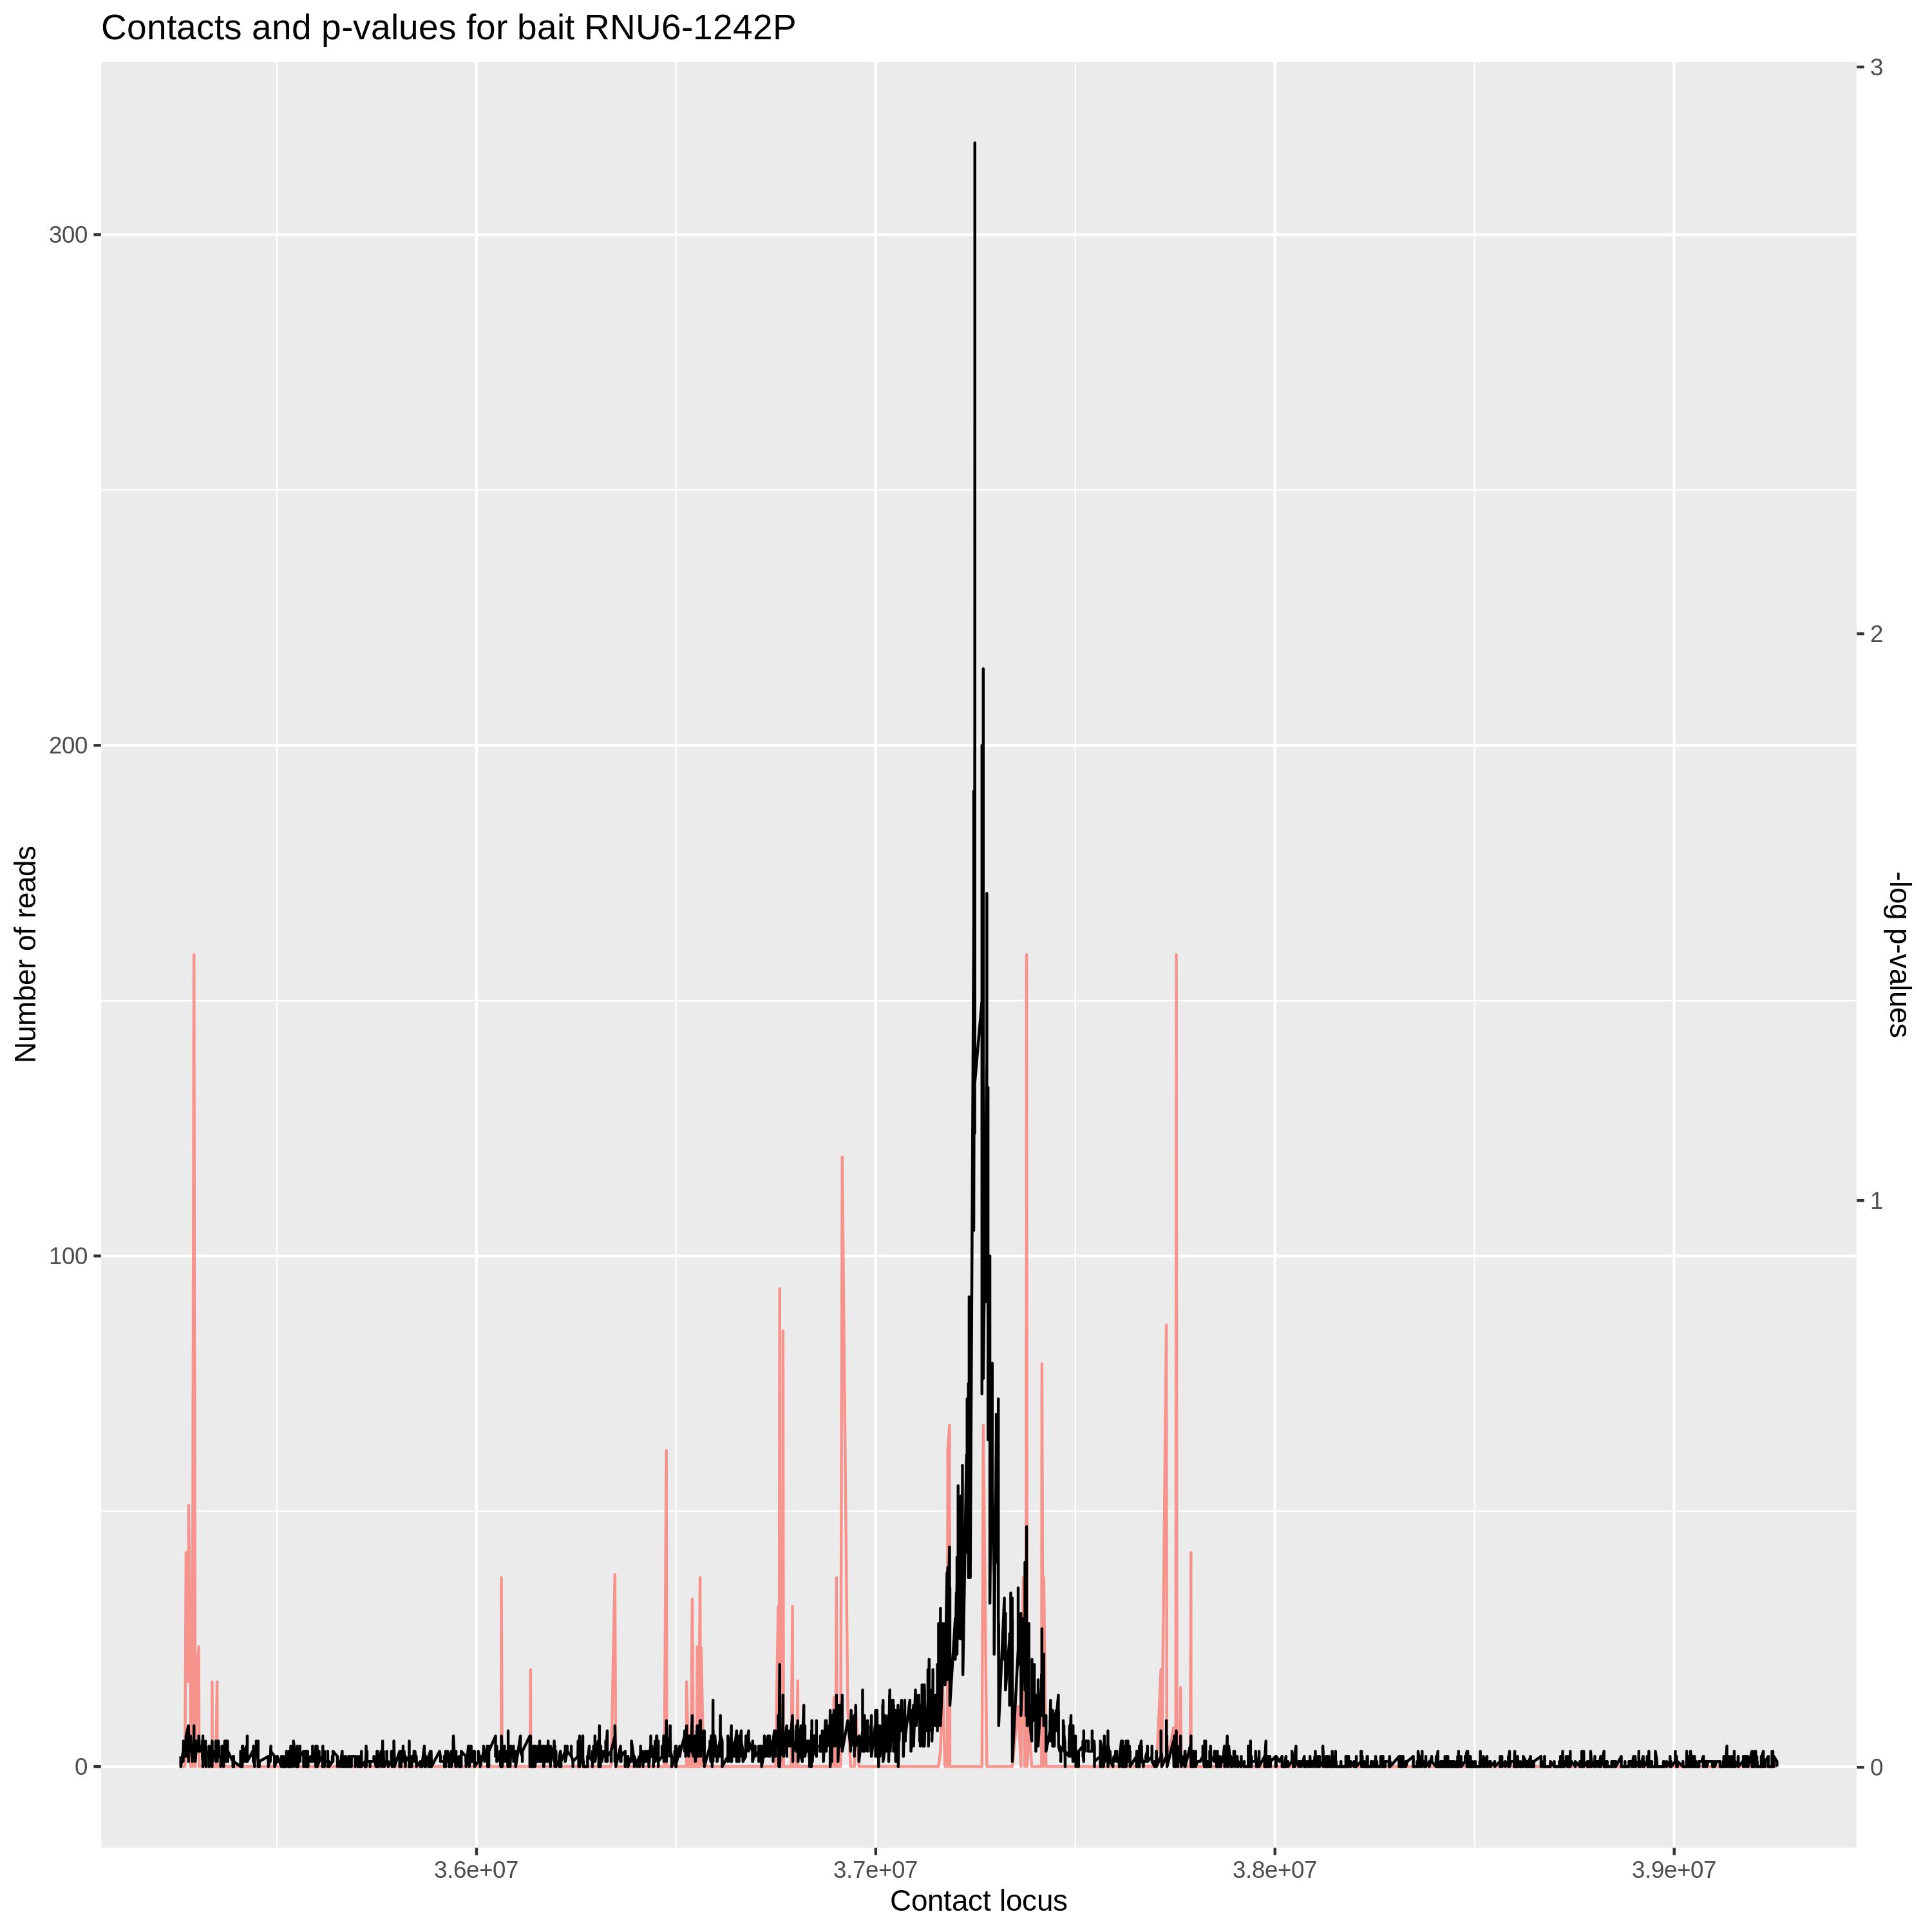 Contacts and p-values for bait RNU6-1242P
3
300
2
200
Number of reads
-log p-values
1
100
0
0
3.6e+07
3.7e+07
3.8e+07
3.9e+07
Contact locus